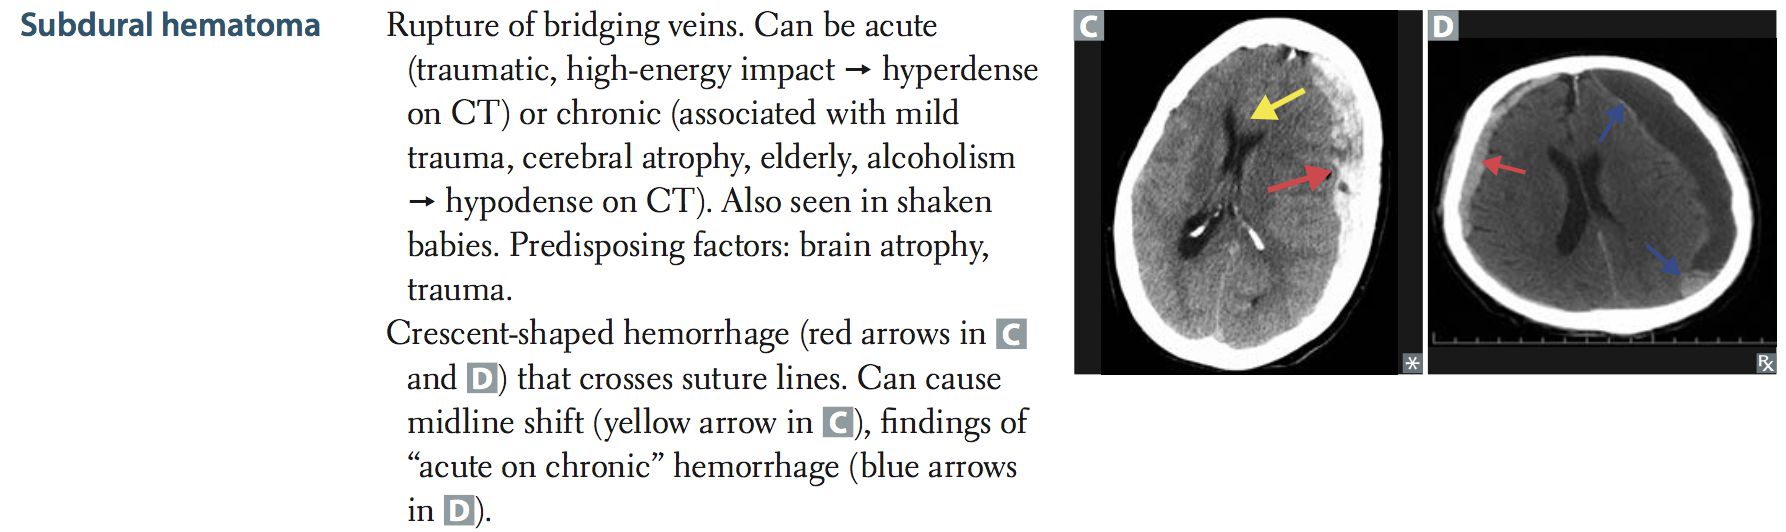 Subdural hematoma
Rupture of bridging veins. Can be acute
(traumatic, high-energy impact → hyperdense
on CT) or chronic (associated with mild
trauma, cerebral atrophy, elderly, alcoholism
→ hypodense on CT). Also seen in shaken
babies. Predisposing factors: brain atrophy,
trauma.
Crescent-shaped hemorrhage (red arrows in C
and D) that crosses suture lines. Can cause
midline shift (yellow arrow in C), findings of
“acute on chronic” hemorrhage (blue arrows
in D).
C
*
D
℞